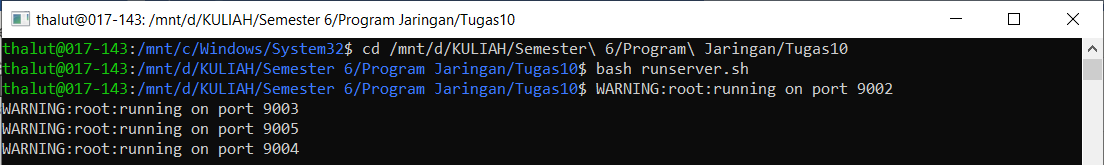 thalut@017-143: /mnt/d/KULIAH/Semester 6/Program Jaringan/Tugas10
thalut@017-143:/mnt/c/Windows/System32$ cd /mnt/d/KULIAH/Semester\ 6/Program\ Jaringan/Tugas10
thalut@017-143:/mnt/d/KULIAH/Semester 6/Program Jaringan/Tugas10$ bash runserver.sh
thalut@017-143:/mnt/d/KULIAH/Semester 6/Program Jaringan/Tugas10$ WARNING:root:running on port 9002
WARNING:root:running on port 9003
WARNING:root:running on port 9005
WARNING:root:running on port 9004